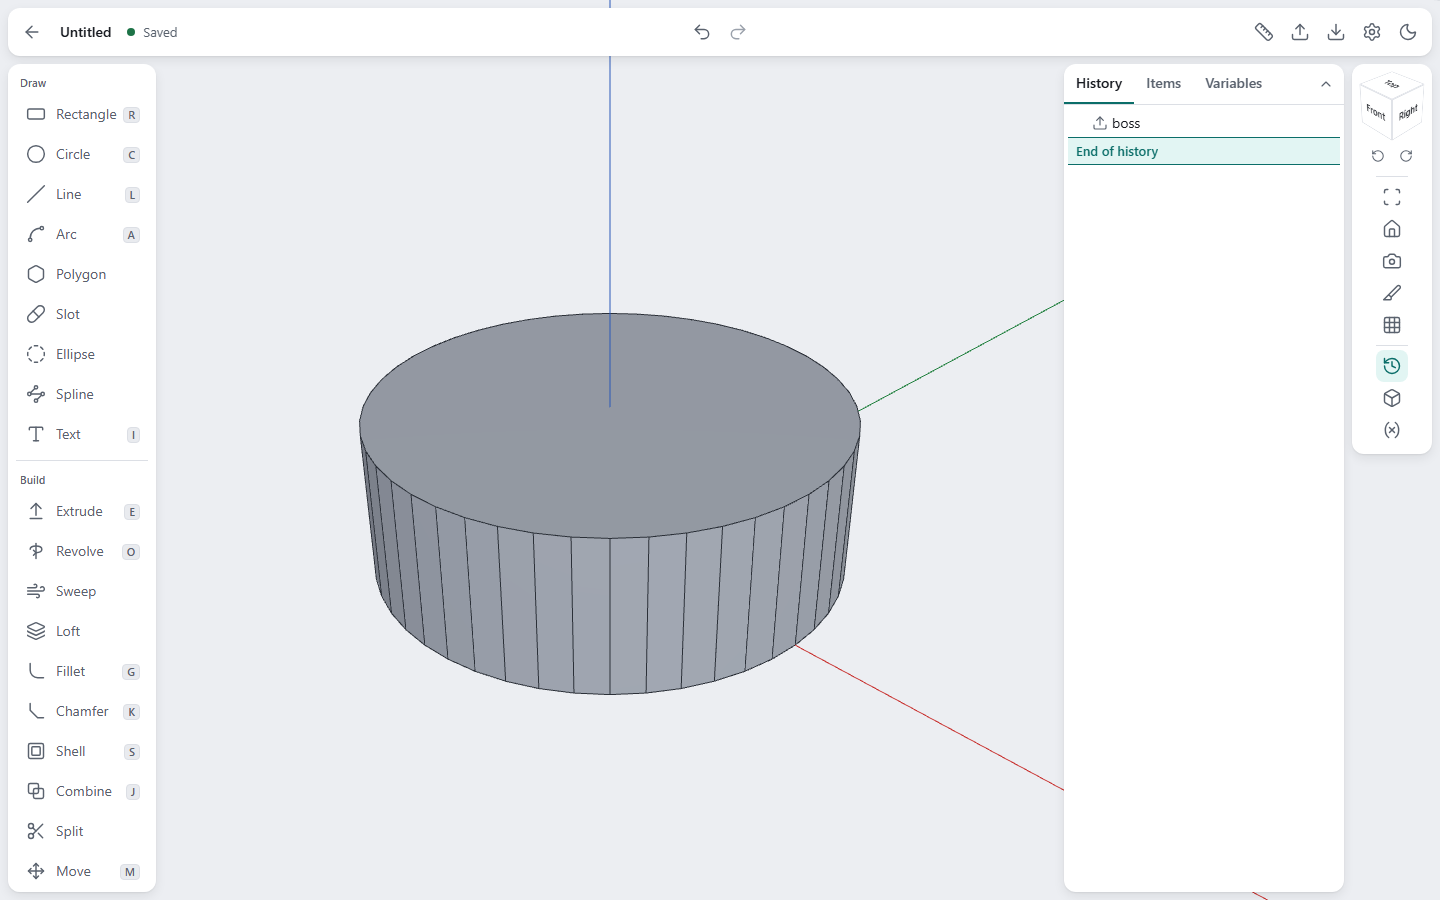 Untitled
Saved
Draw
Rectangle R
Circle C
Line L
Arc A
Polygon
Slot
Ellipse
Spline
Text I
Build
Extrude E
Revolve O
Sweep
Loft
Fillet G
Chamfer K
Shell S
Combine J
Split
Move M
History Items Variables
boss
End of history
Top
Front
Right